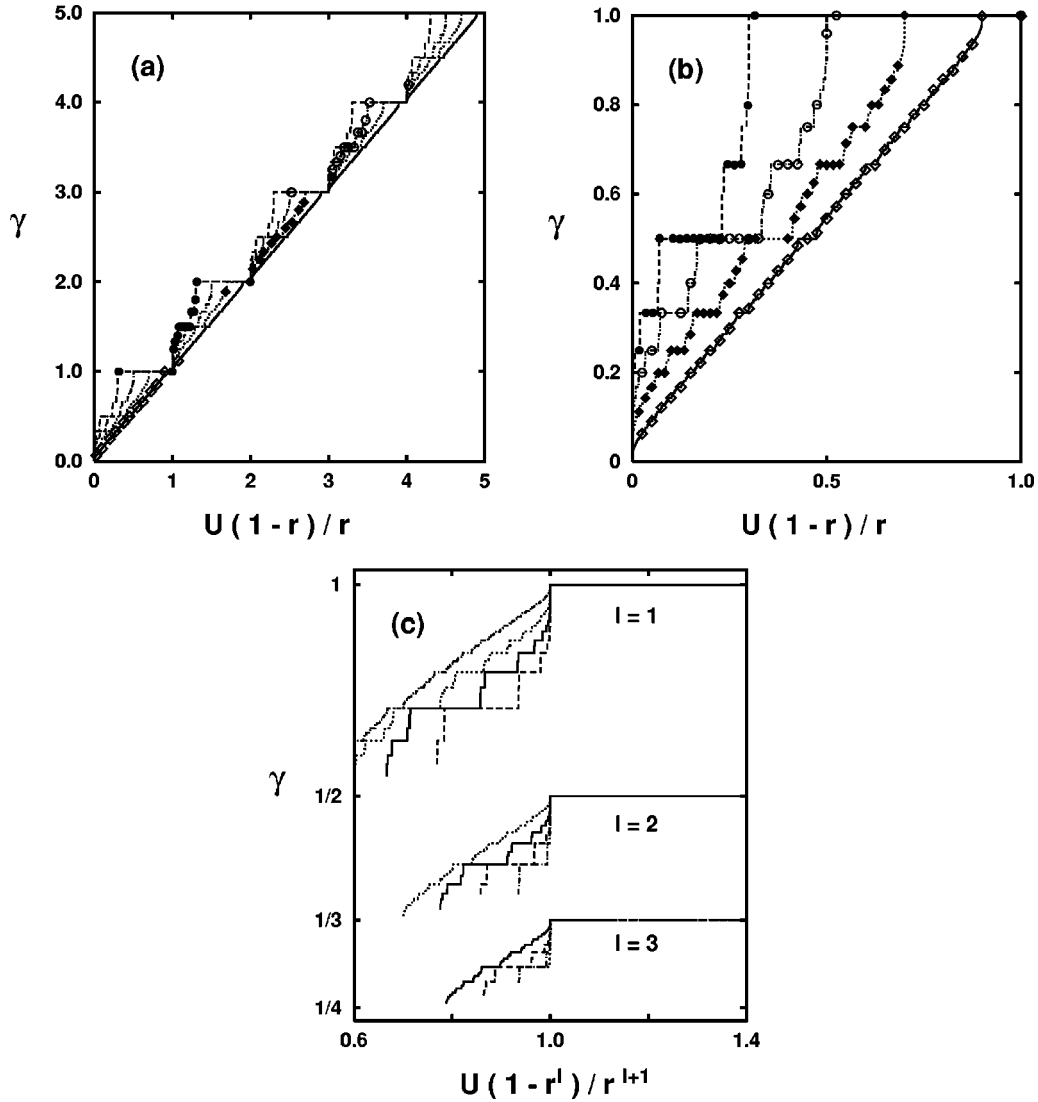 (a)
5.0
4.0
3.0
2.0
1.0
0.0
γ
0 1 2 3 4 5
U ( 1 - r ) / r
(b)
1.0
0.8
0.6
0.4
0.2
0
γ
0 0.5 1.0
U ( 1 - r ) / r
(c)
1
1/2
1/3
1/4
γ
l = 1
l = 2
l = 3
0.6 1.0 1.4
U ( 1 - r^l ) / r^{l+1}